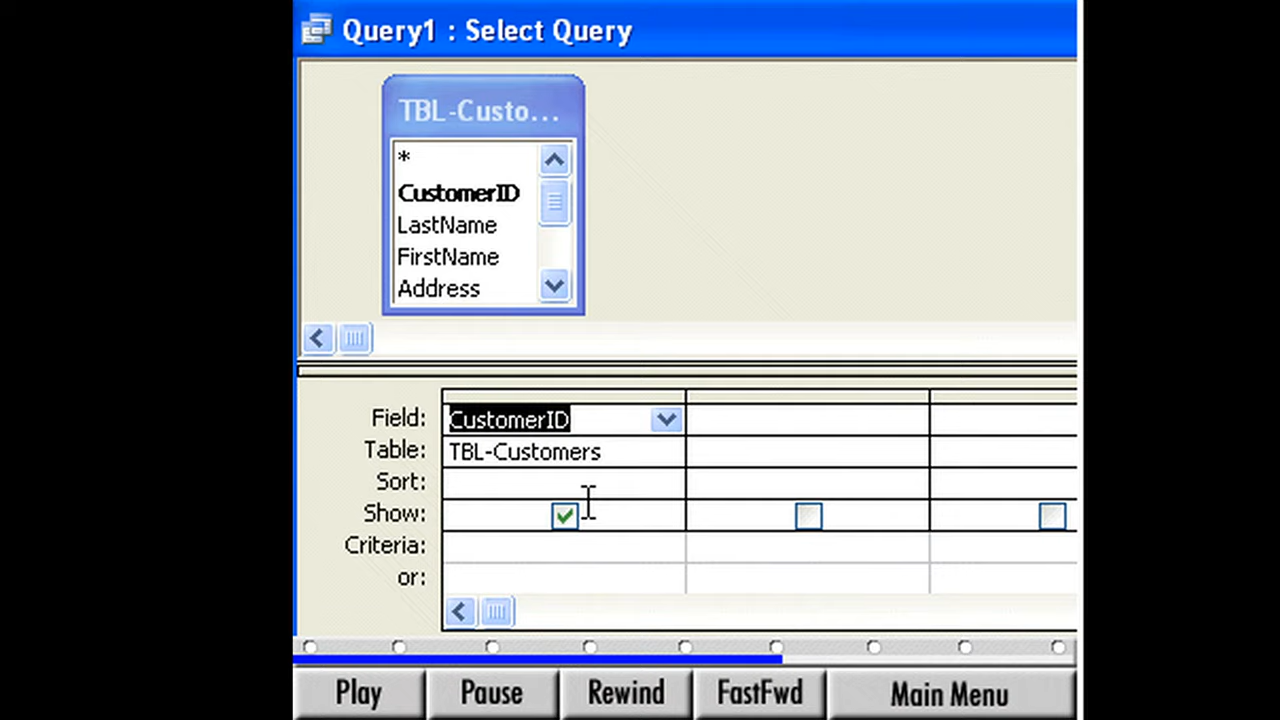 Query1 : Select Query
TBL-Custo...
*
CustomerID
LastName
FirstName
Address
Field: CustomerID
Table: TBL-Customers
Sort:
Show:
Criteria:
or:
Play Pause Rewind FastFwd Main Menu